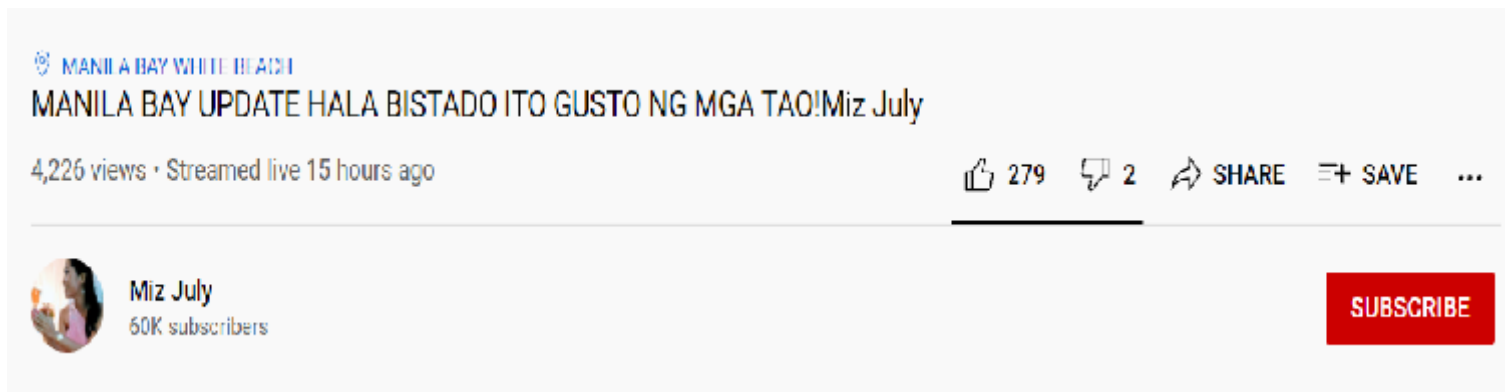 MANILA BAY WHITE BEACH
MANILA BAY UPDATE HALA BISTADO ITO GUSTO NG MGA TAO!Miz July
4,226 views • Streamed live 15 hours ago
279 2 SHARE SAVE ...
Miz July
60K subscribers
SUBSCRIBE